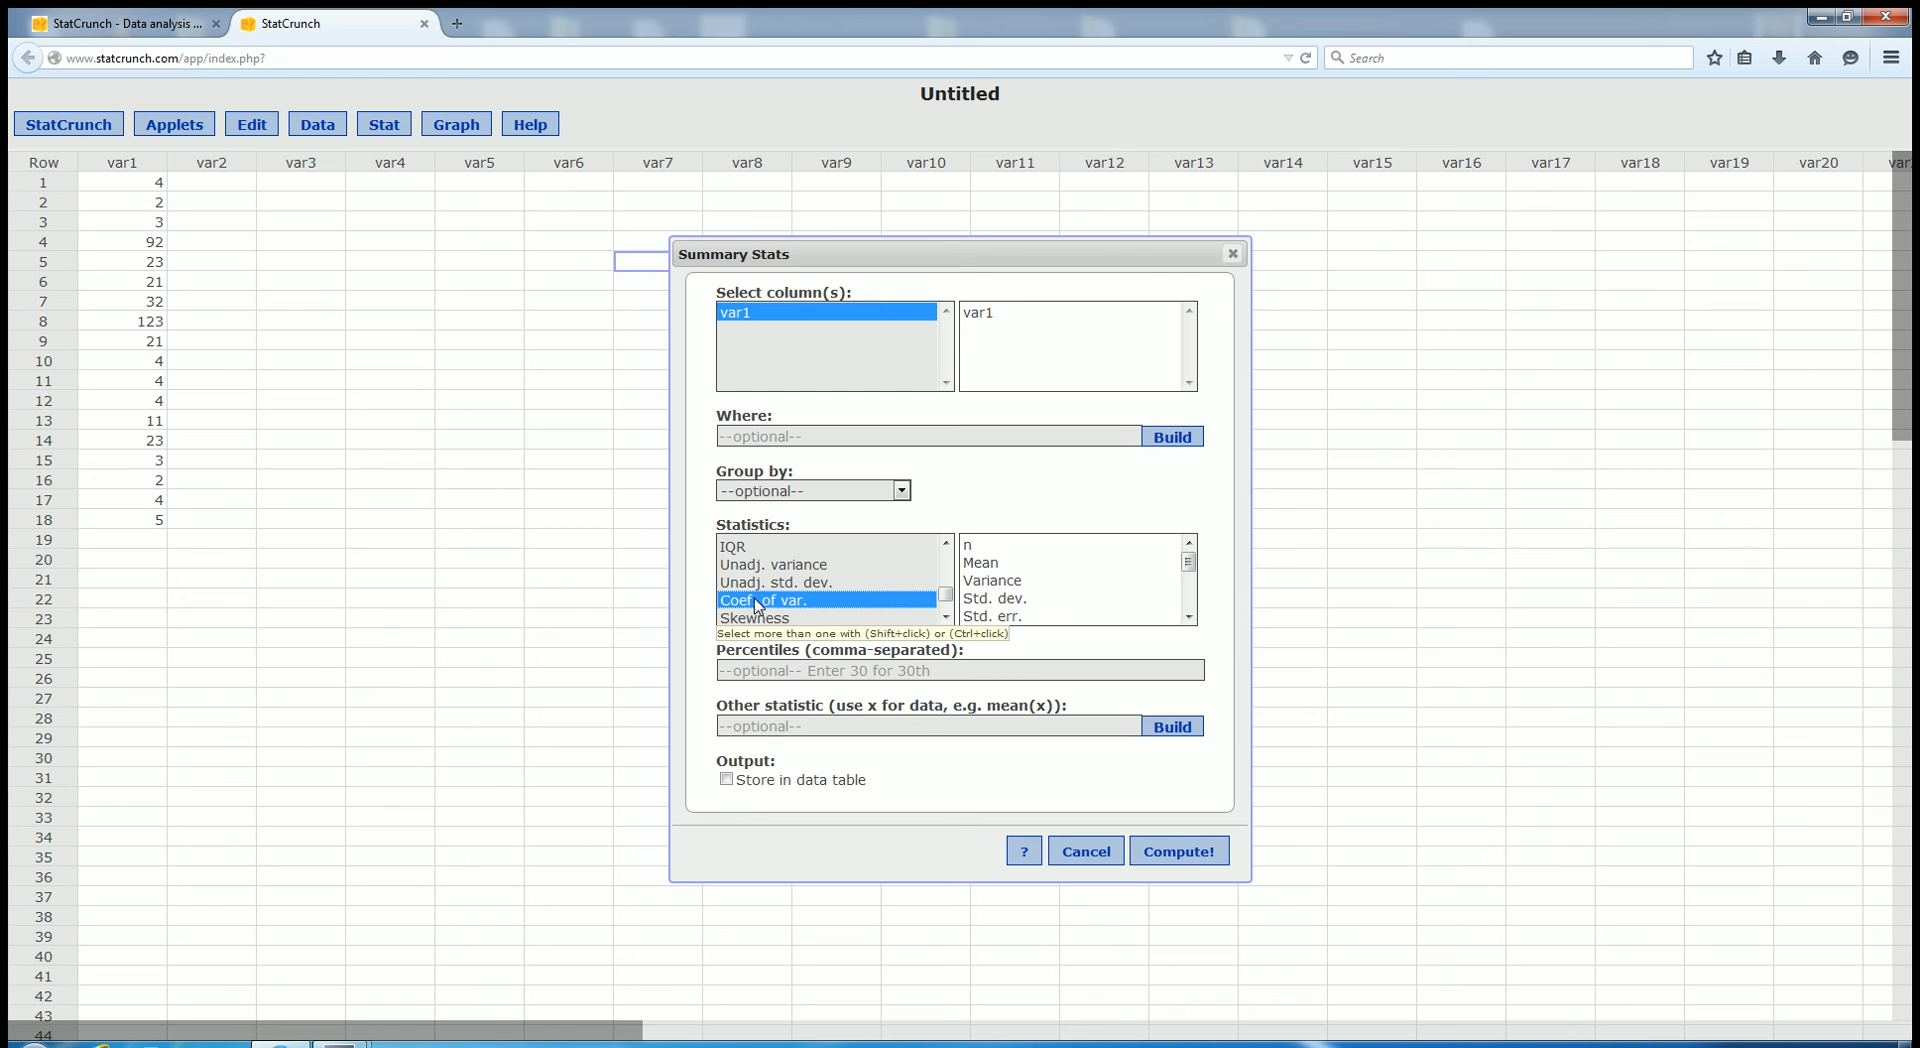 StatCrunch - Data analysis ...
StatCrunch
www.statcrunch.com/app/index.php?
Search
Untitled
StatCrunch Applets Edit Data Stat Graph Help
Row var1 var2 var3 var4 var5 var6 var7 var8 var9 var10 var11 var12 var13 var14 var15 var16 var17 var18 var19 var20 var
1 4
2 2
3 3
4 92
5 23
6 21
7 32
8 123
9 21
10 4
11 4
12 4
13 11
14 23
15 3
16 2
17 4
18 5
19
20
21
22
23
24
25
26
27
28
29
30
31
32
33
34
35
36
37
38
39
40
41
42
43
44
Summary Stats
Select column(s):
var1 var1
Where:
--optional-- Build
Group by:
--optional--
Statistics:
IQR
Unadj. variance
Unadj. std. dev.
Coef. of var.
Skewness
n
Mean
Variance
Std. dev.
Std. err.
Select more than one with (Shift+click) or (Ctrl+click)
Percentiles (comma-separated):
--optional-- Enter 30 for 30th
Other statistic (use x for data, e.g. mean(x)):
--optional-- Build
Output:
Store in data table
? Cancel Compute!